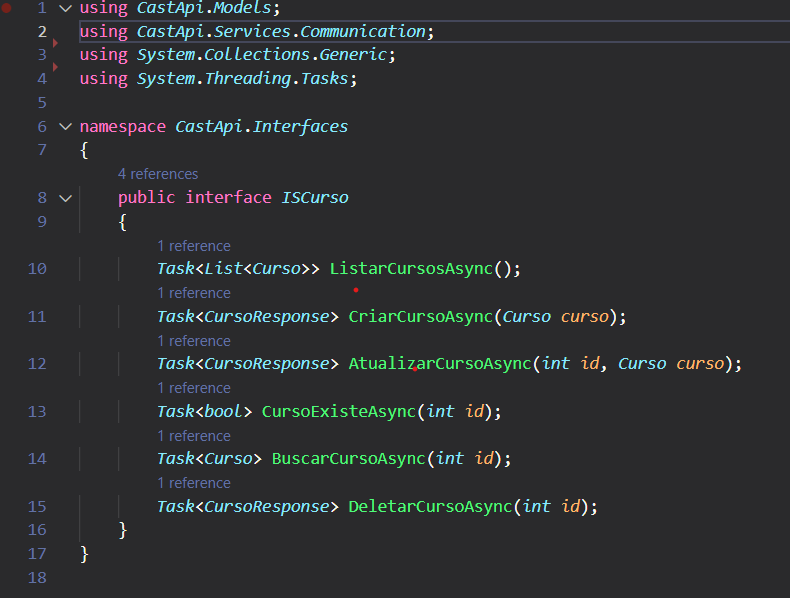 1 using CastApi.Models;
2 using CastApi.Services.Communication;
3 using System.Collections.Generic;
4 using System.Threading.Tasks;
5
6 namespace CastApi.Interfaces
7 {
4 references
8 public interface ISCurso
9 {
1 reference
10 Task<List<Curso>> ListarCursosAsync();
1 reference
11 Task<CursoResponse> CriarCursoAsync(Curso curso);
1 reference
12 Task<CursoResponse> AtualizarCursoAsync(int id, Curso curso);
1 reference
13 Task<bool> CursoExisteAsync(int id);
1 reference
14 Task<Curso> BuscarCursoAsync(int id);
1 reference
15 Task<CursoResponse> DeletarCursoAsync(int id);
16 }
17 }
18